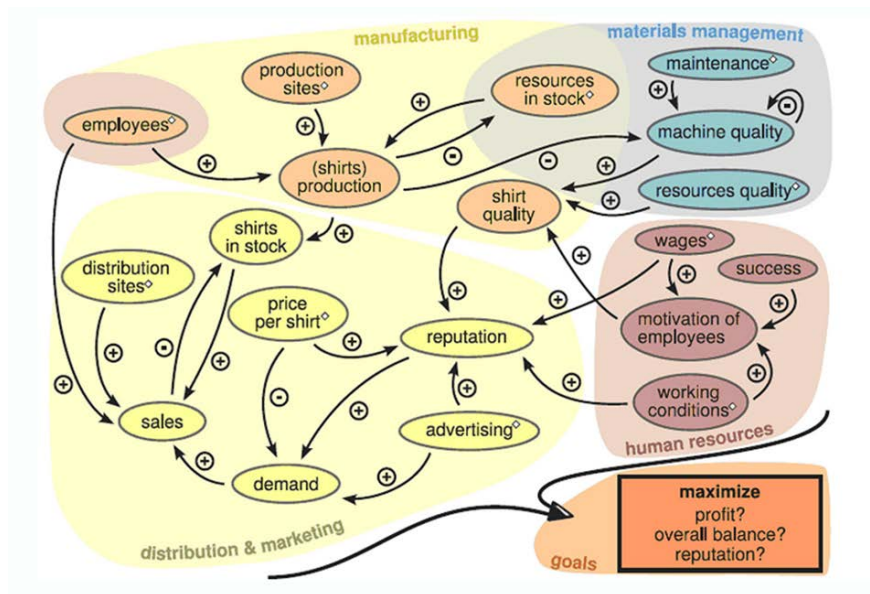 manufacturing
materials management
production
sites◇
resources
in stock◇
maintenance◇
+
+
-
employees◇
+
machine quality
+
(shirts)
production
-
-
+
resources quality◇
+
shirt
quality
shirts
in stock
+
wages◇
distribution
sites◇
+
success
+
price
per shirt◇
+
+
+
motivation of
employees
reputation
-
+
+
+
+
+
+
-
+
+
working
conditions◇
sales
advertising◇
human resources
+
demand
+
distribution & marketing
goals
maximize
profit?
overall balance?
reputation?